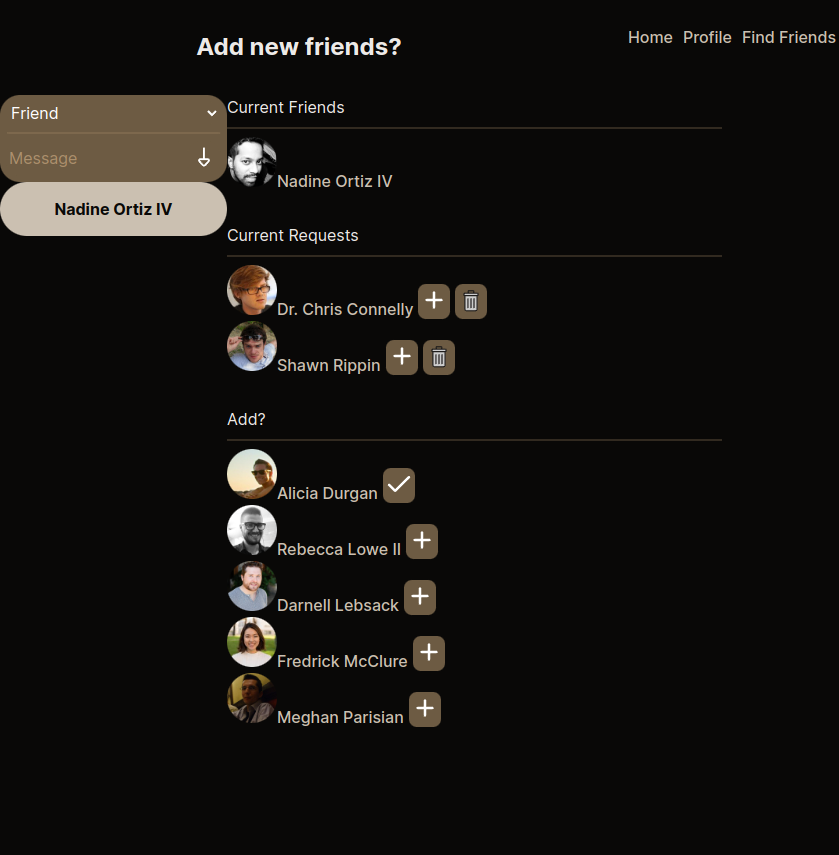 Add new friends?
Home Profile Find Friends
Friend
Message
Nadine Ortiz IV
Current Friends
Nadine Ortiz IV
Current Requests
Dr. Chris Connelly
Shawn Rippin
Add?
Alicia Durgan
Rebecca Lowe II
Darnell Lebsack
Fredrick McClure
Meghan Parisian